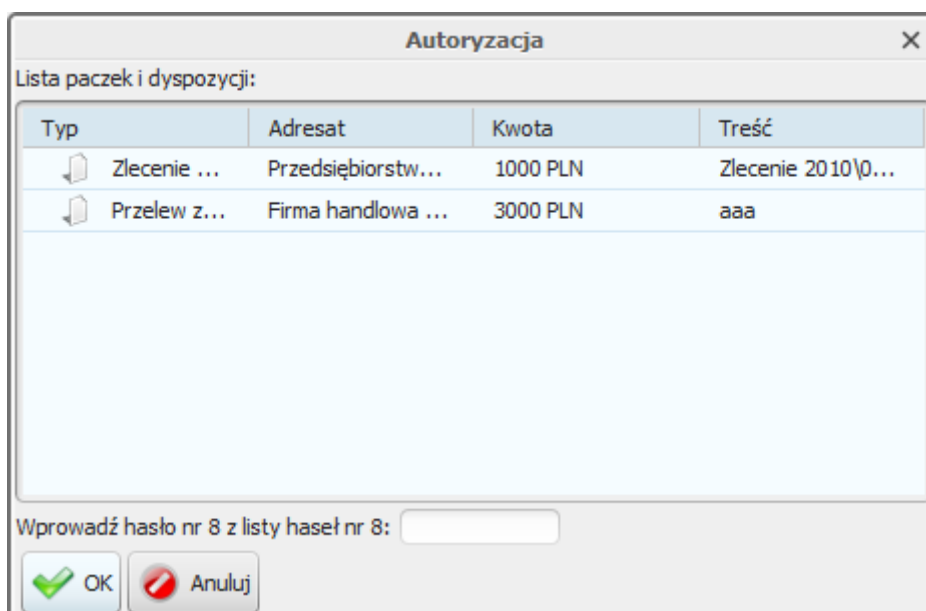 Autoryzacja
Lista paczek i dyspozycji:
Typ Adresat Kwota Treść
Zlecenie ... Przedsiębiorstw... 1000 PLN Zlecenie 2010\0...
Przelew z... Firma handlowa ... 3000 PLN aaa
Wprowadź hasło nr 8 z listy haseł nr 8:
OK Anuluj